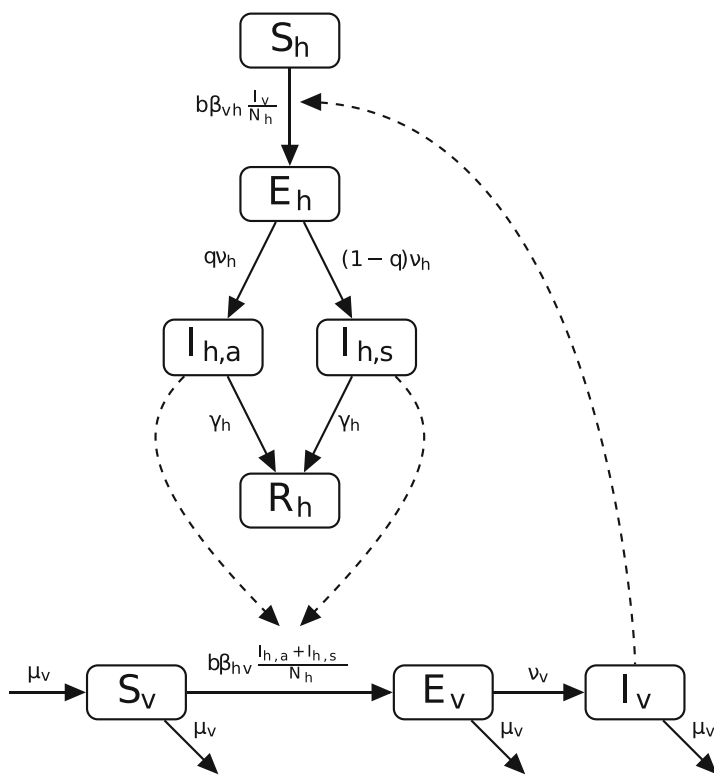 S_h
bβ_vh I_v/N_h
E_h
qν_h
(1 − q)ν_h
I_h,a
I_h,s
γ_h
γ_h
R_h
μ_v
S_v
bβ_hv (I_h,a+I_h,s)/N_h
E_v
ν_v
I_v
μ_v
μ_v
μ_v